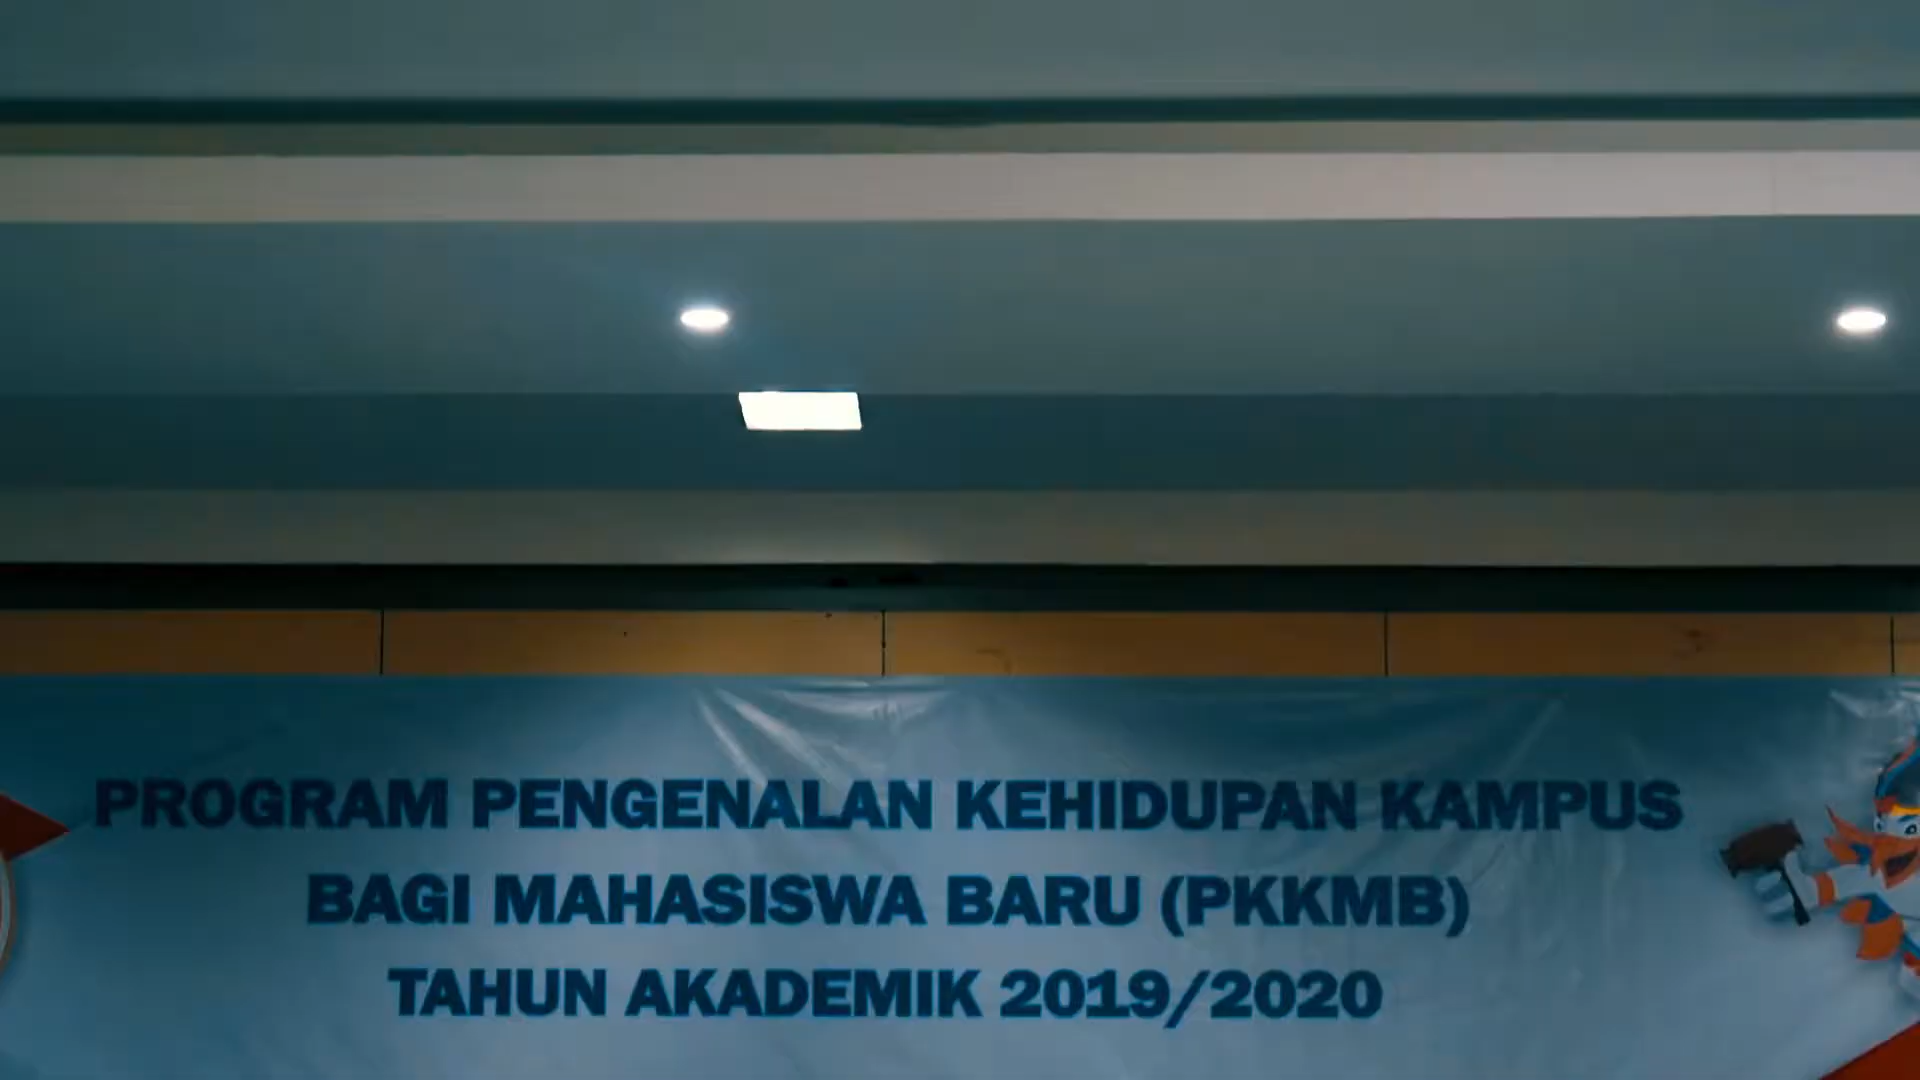 PROGRAM PENGENALAN KEHIDUPAN KAMPUS
BAGI MAHASISWA BARU (PKKMB)
TAHUN AKADEMIK 2019/2020